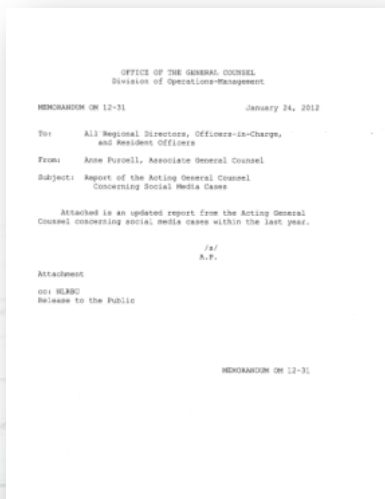 OFFICE OF THE GENERAL COUNSEL
Division of Operations-Management
MEMORANDUM OM 12-31 January 24, 2012
To: All Regional Directors, Officers-in-Charge,
and Resident Officers
From: Anne Purcell, Associate General Counsel
Subject: Report of the Acting General Counsel
Concerning Social Media Cases
Attached is an updated report from the Acting General
Counsel concerning social media cases within the last year.
/s/
A.P.
Attachment
cc: NLRBU
Release to the Public
MEMORANDUM OM 12-31